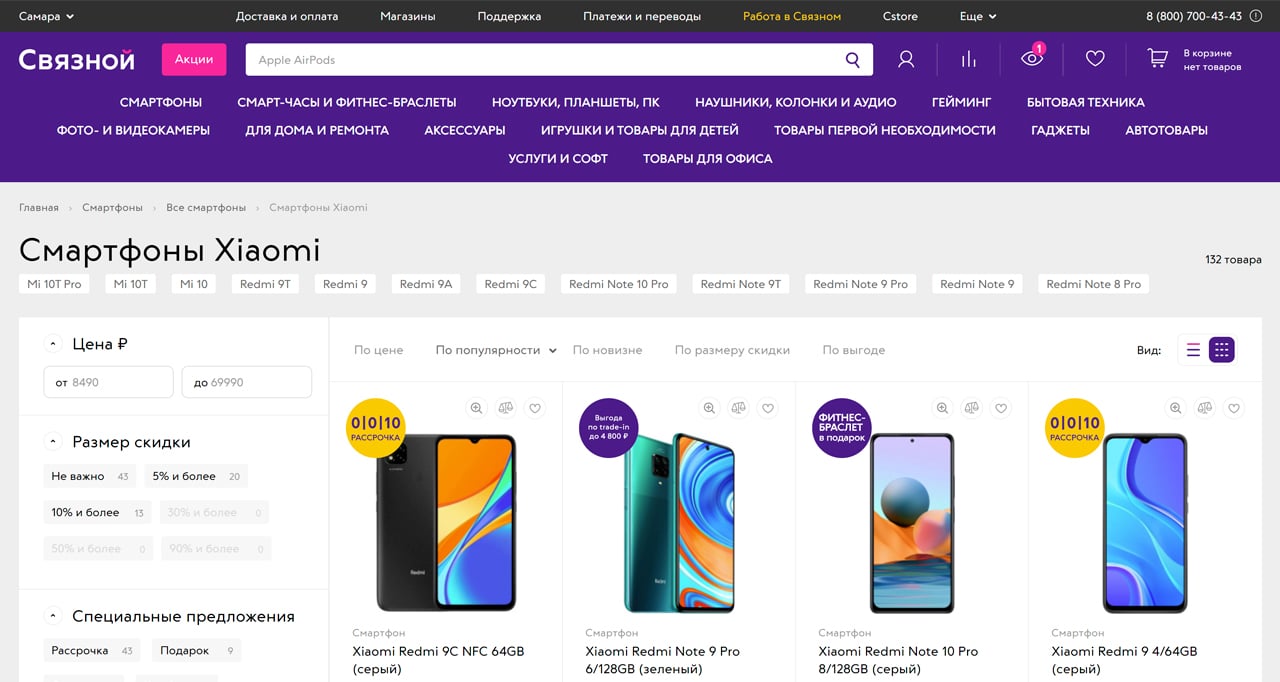 Самара
Доставка и оплата
Магазины
Поддержка
Платежи и переводы
Работа в Связном
Cstore
Еще
8 (800) 700-43-43
Связной
Акции
Apple AirPods
1
В корзине
нет товаров
СМАРТФОНЫ
СМАРТ-ЧАСЫ И ФИТНЕС-БРАСЛЕТЫ
НОУТБУКИ, ПЛАНШЕТЫ, ПК
НАУШНИКИ, КОЛОНКИ И АУДИО
ГЕЙМИНГ
БЫТОВАЯ ТЕХНИКА
ФОТО- И ВИДЕОКАМЕРЫ
ДЛЯ ДОМА И РЕМОНТА
АКСЕССУАРЫ
ИГРУШКИ И ТОВАРЫ ДЛЯ ДЕТЕЙ
ТОВАРЫ ПЕРВОЙ НЕОБХОДИМОСТИ
ГАДЖЕТЫ
АВТОТОВАРЫ
УСЛУГИ И СОФТ
ТОВАРЫ ДЛЯ ОФИСА
Главная › Смартфоны › Все смартфоны › Смартфоны Xiaomi
Смартфоны Xiaomi
132 товара
Mi 10T Pro
Mi 10T
Mi 10
Redmi 9T
Redmi 9
Redmi 9A
Redmi 9C
Redmi Note 10 Pro
Redmi Note 9T
Redmi Note 9 Pro
Redmi Note 9
Redmi Note 8 Pro
Цена ₽
от 8490
до 69990
Размер скидки
Не важно 43
5% и более 20
10% и более 13
30% и более 0
50% и более 0
90% и более 0
Специальные предложения
Рассрочка 43
Подарок 9
По цене
По популярности
По новизне
По размеру скидки
По выгоде
Вид:
0|0|10
РАССРОЧКА
Redmi
Смартфон
Xiaomi Redmi 9C NFC 64GB
(серый)
Выгода
по trade-in
до 4 800 ₽
Redmi
Смартфон
Xiaomi Redmi Note 9 Pro
6/128GB (зеленый)
ФИТНЕС-
БРАСЛЕТ
в подарок
Смартфон
Xiaomi Redmi Note 10 Pro
8/128GB (серый)
0|0|10
РАССРОЧКА
Смартфон
Xiaomi Redmi 9 4/64GB
(серый)